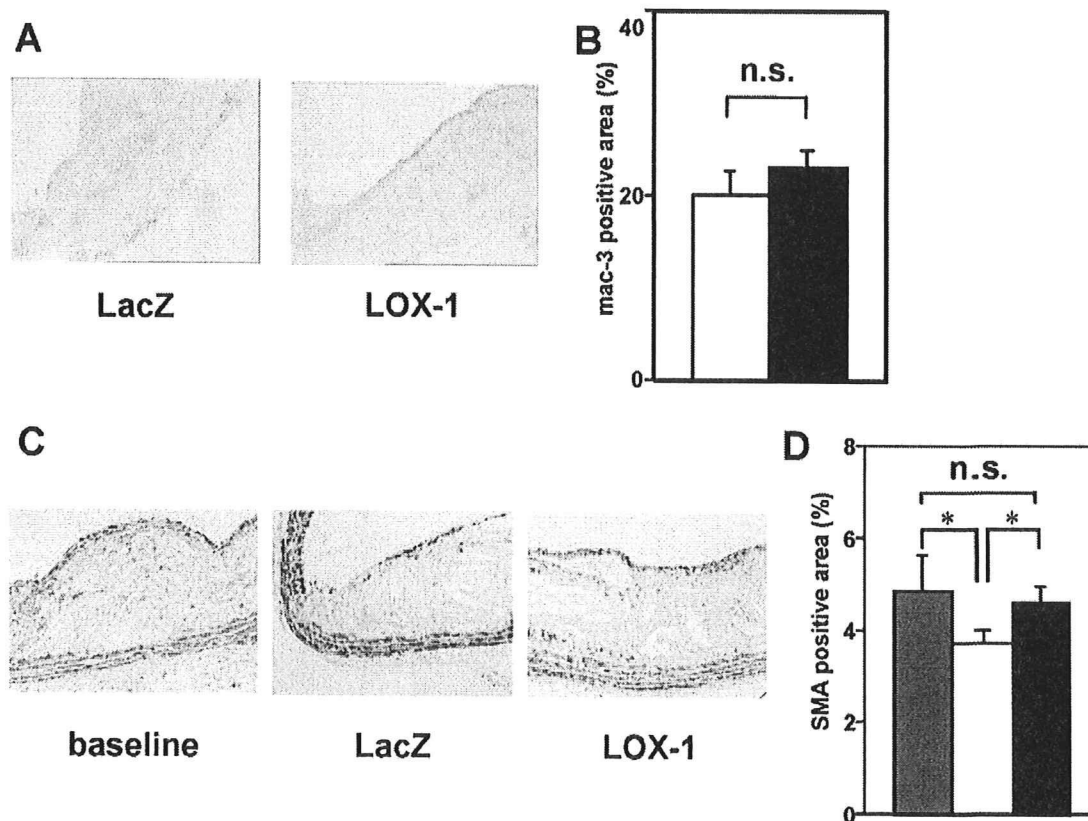 A
LacZ
LOX-1
B
mac-3 positive area (%)
40
20
0
n.s.
C
baseline
LacZ
LOX-1
D
SMA positive area (%)
8
6
4
2
0
n.s.
* *